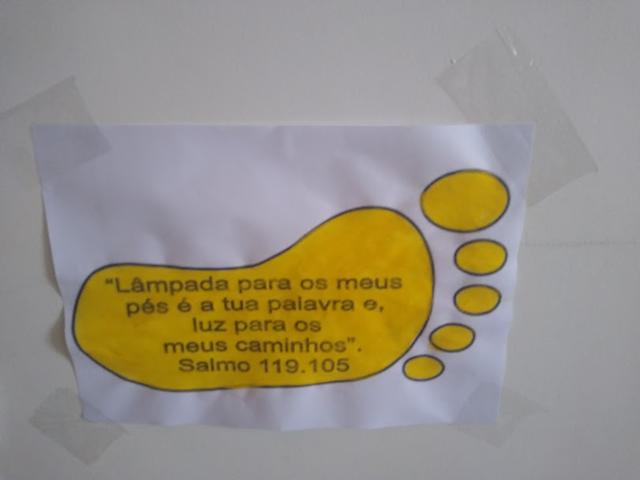 “Lâmpada para os meus
pés é a tua palavra e,
luz para os
meus caminhos”.
Salmo 119.105